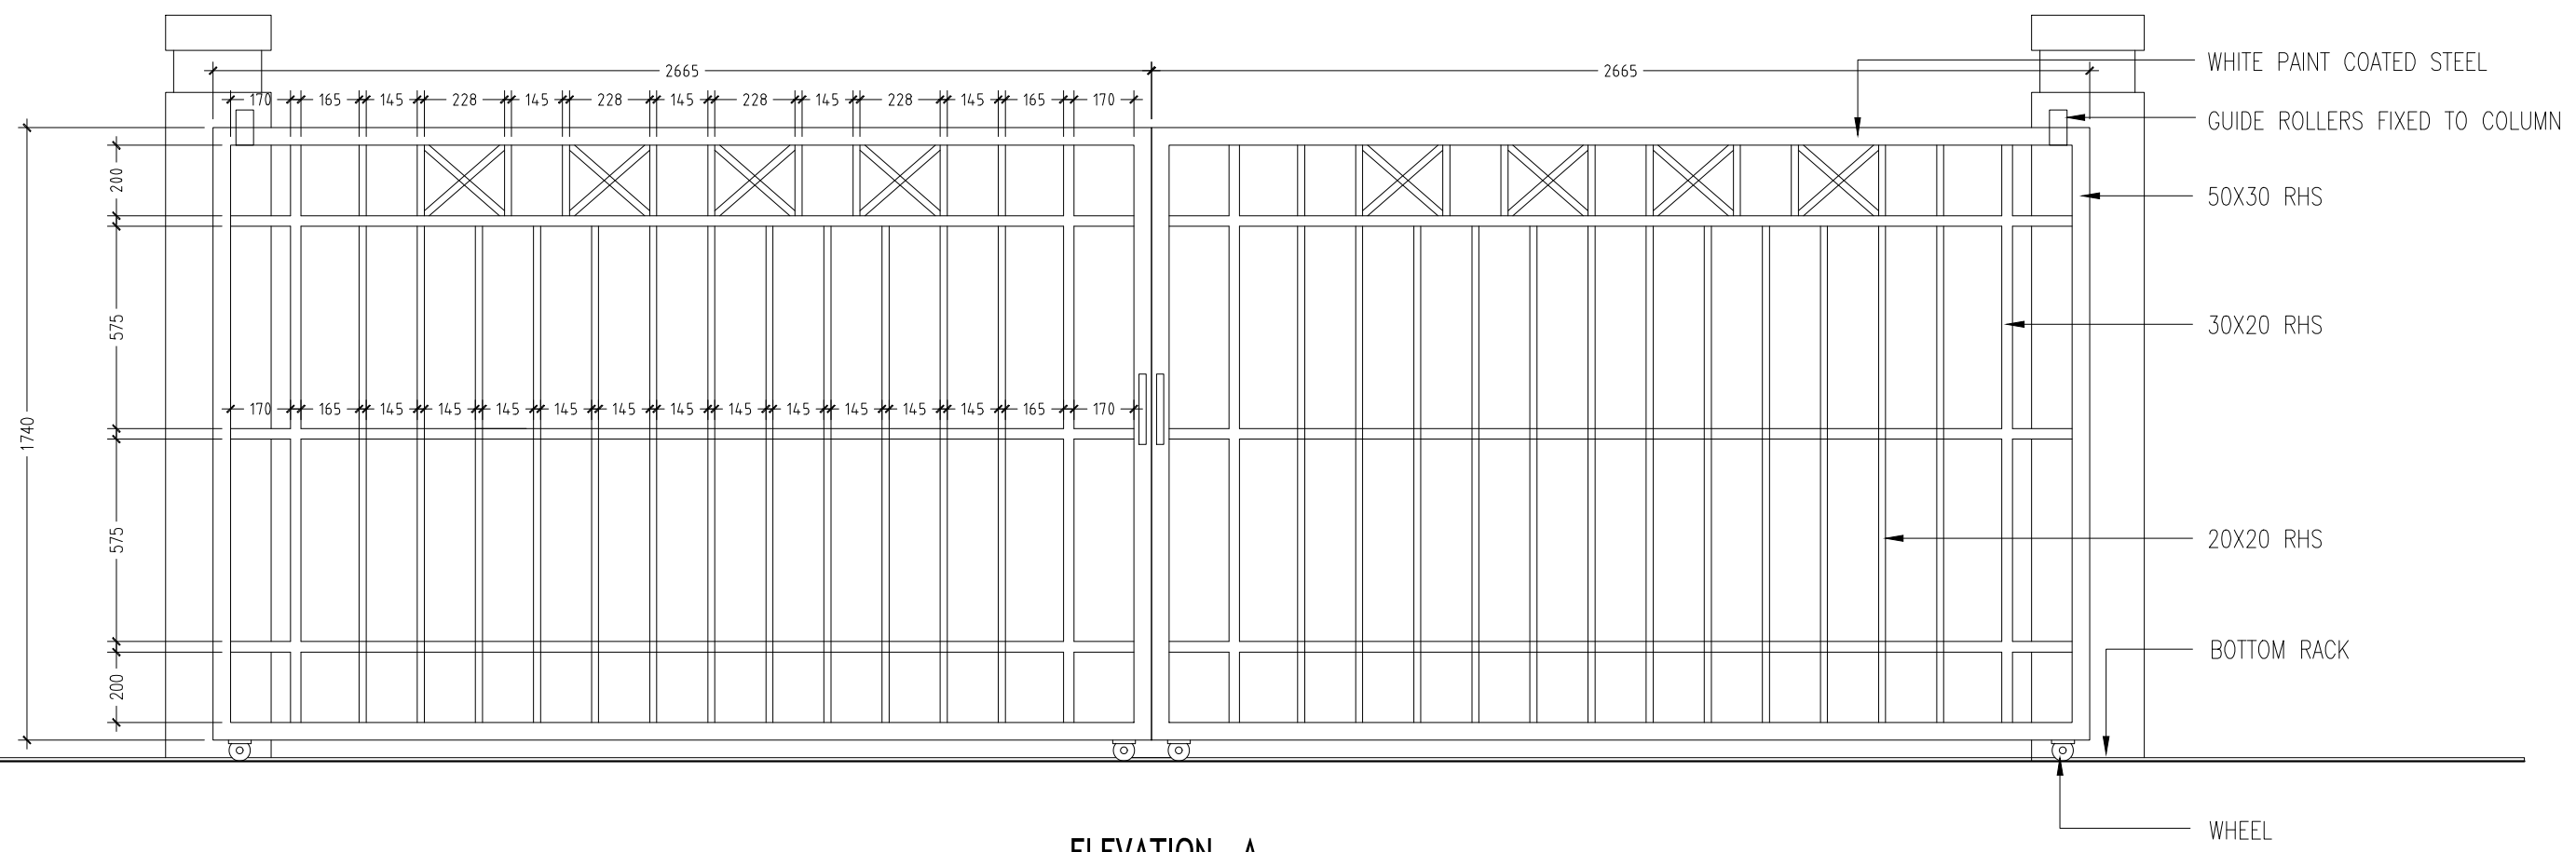 2665
2665
WHITE PAINT COATED STEEL
170 165 145 228 145 228 145 228 145 228 145 165 170
GUIDE ROLLERS FIXED TO COLUMN
200
50X30 RHS
575
30X20 RHS
170 165 145 145 145 145 145 145 145 145 145 145 145 165 170
1740
575
20X20 RHS
BOTTOM RACK
200
WHEEL
ELEVATION A